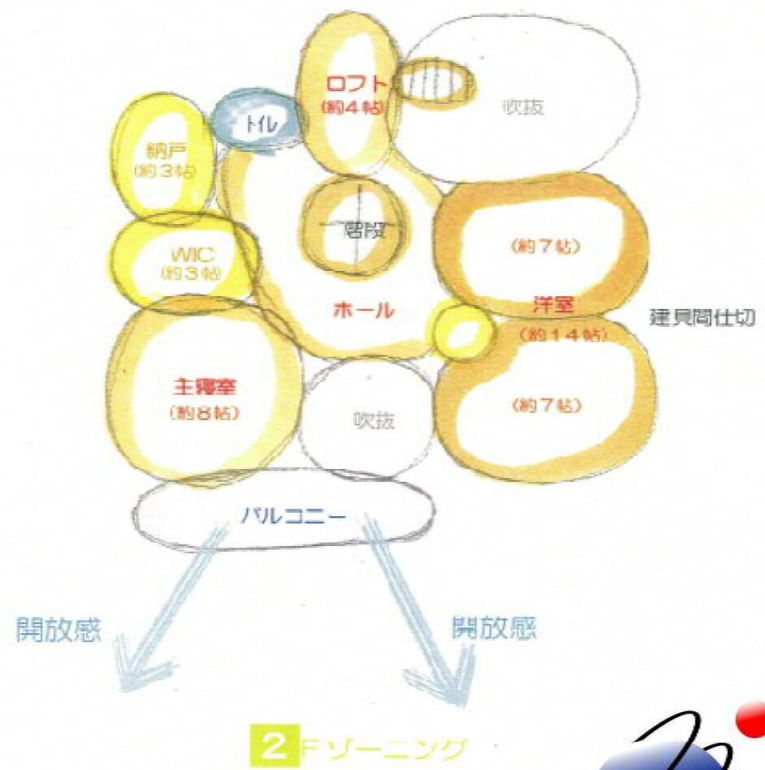 ロフト
(約4帖)
吹抜
トイレ
納戸
(約3帖)
階段
WIC
(約3帖)
(約7帖)
ホール
洋室
(約14帖)
建具間仕切
主寝室
(約8帖)
吹抜
(約7帖)
バルコニー
開放感
開放感
2Fゾーニング